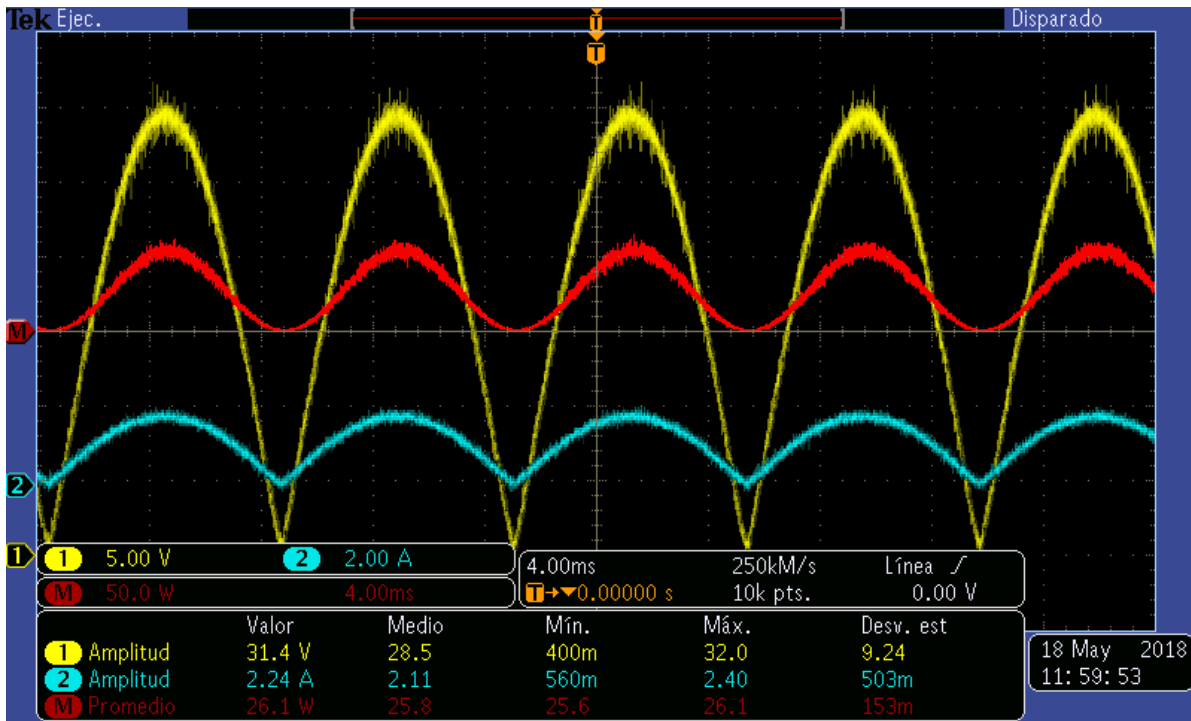 Tek Ejec. T Disparado
T
M
2
1
1 5.00 V 2 2.00 A
M 50.0 W 4.00ms
4.00ms 250kM/s Línea
T→▼0.00000 s 10k pts. 0.00 V
Valor Medio Mín. Máx. Desv. est
1 Amplitud 31.4 V 28.5 400m 32.0 9.24
2 Amplitud 2.24 A 2.11 560m 2.40 503m
M Promedio 26.1 W 25.8 25.6 26.1 153m
18 May 2018
11:59:53